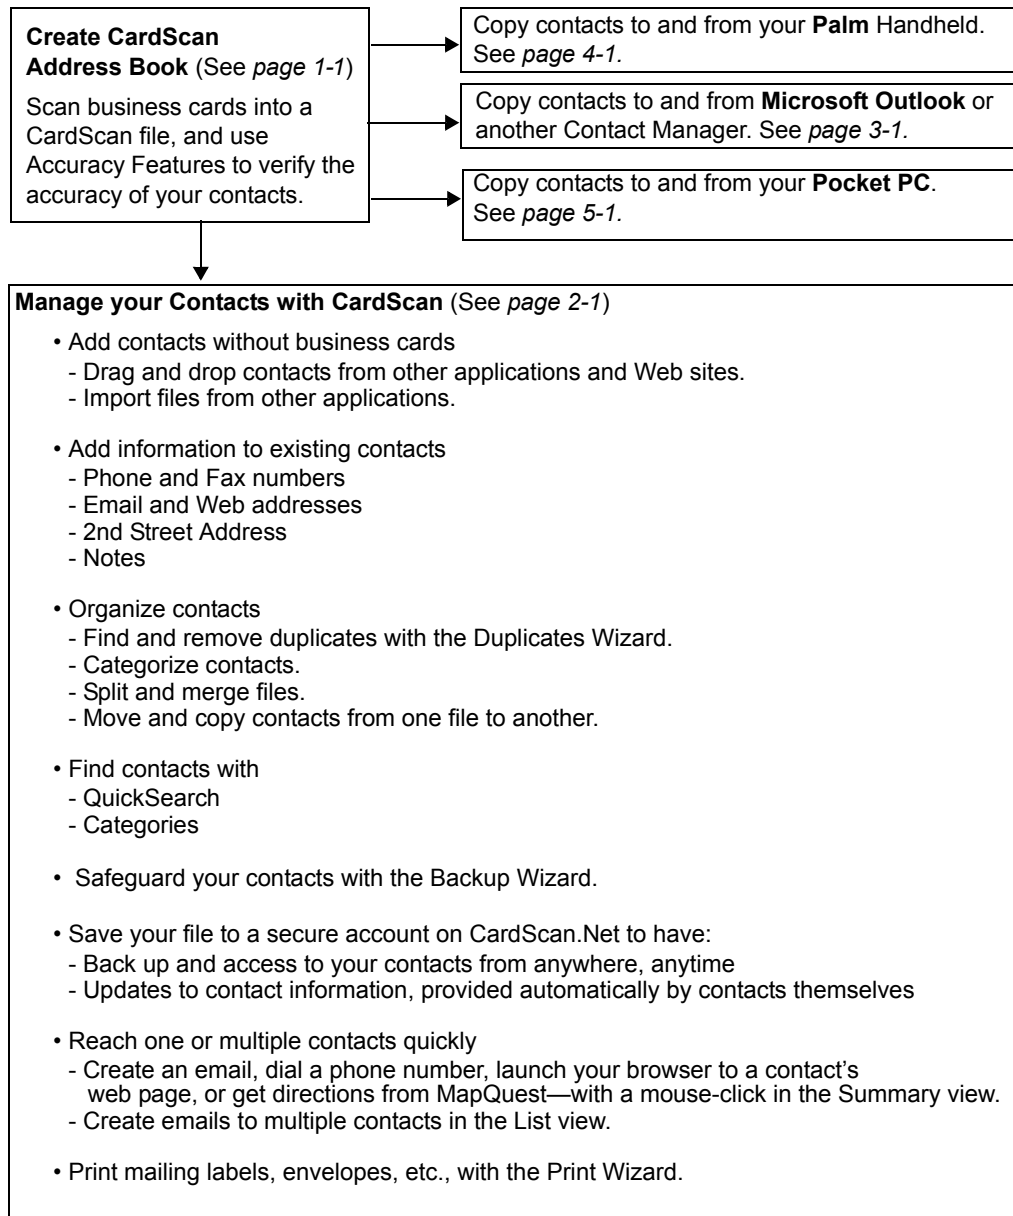 Create CardScan
Address Book (See page 1-1)
Scan business cards into a
CardScan file, and use
Accuracy Features to verify the
accuracy of your contacts.
Copy contacts to and from your Palm Handheld.
See page 4-1.
Copy contacts to and from Microsoft Outlook or
another Contact Manager. See page 3-1.
Copy contacts to and from your Pocket PC.
See page 5-1.
Manage your Contacts with CardScan (See page 2-1)
• Add contacts without business cards
- Drag and drop contacts from other applications and Web sites.
- Import files from other applications.
• Add information to existing contacts
- Phone and Fax numbers
- Email and Web addresses
- 2nd Street Address
- Notes
• Organize contacts
- Find and remove duplicates with the Duplicates Wizard.
- Categorize contacts.
- Split and merge files.
- Move and copy contacts from one file to another.
• Find contacts with
- QuickSearch
- Categories
• Safeguard your contacts with the Backup Wizard.
• Save your file to a secure account on CardScan.Net to have:
- Back up and access to your contacts from anywhere, anytime
- Updates to contact information, provided automatically by contacts themselves
• Reach one or multiple contacts quickly
- Create an email, dial a phone number, launch your browser to a contact's
web page, or get directions from MapQuest—with a mouse-click in the Summary view.
- Create emails to multiple contacts in the List view.
• Print mailing labels, envelopes, etc., with the Print Wizard.